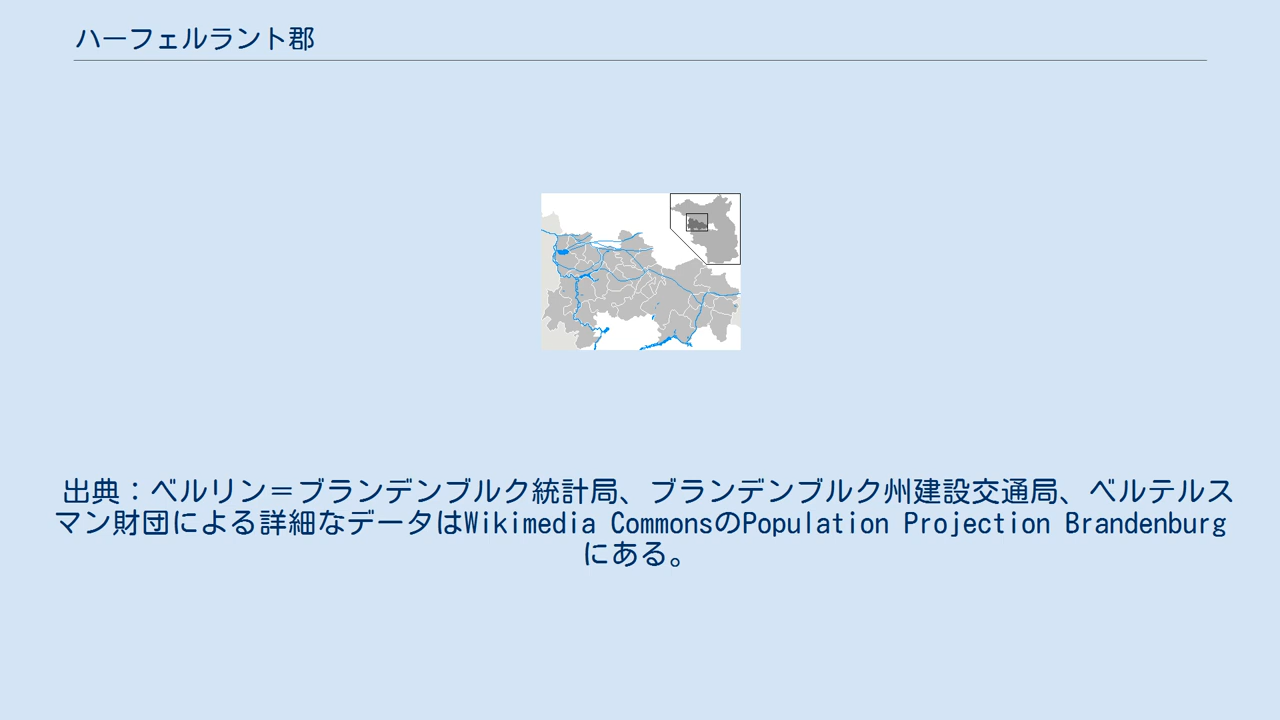 ハーフェルラント郡
出典：ベルリン＝ブランデンブルク統計局、ブランデンブルク州建設交通局、ベルテルス
マン財団による詳細なデータはWikimedia CommonsのPopulation Projection Brandenburg
にある。